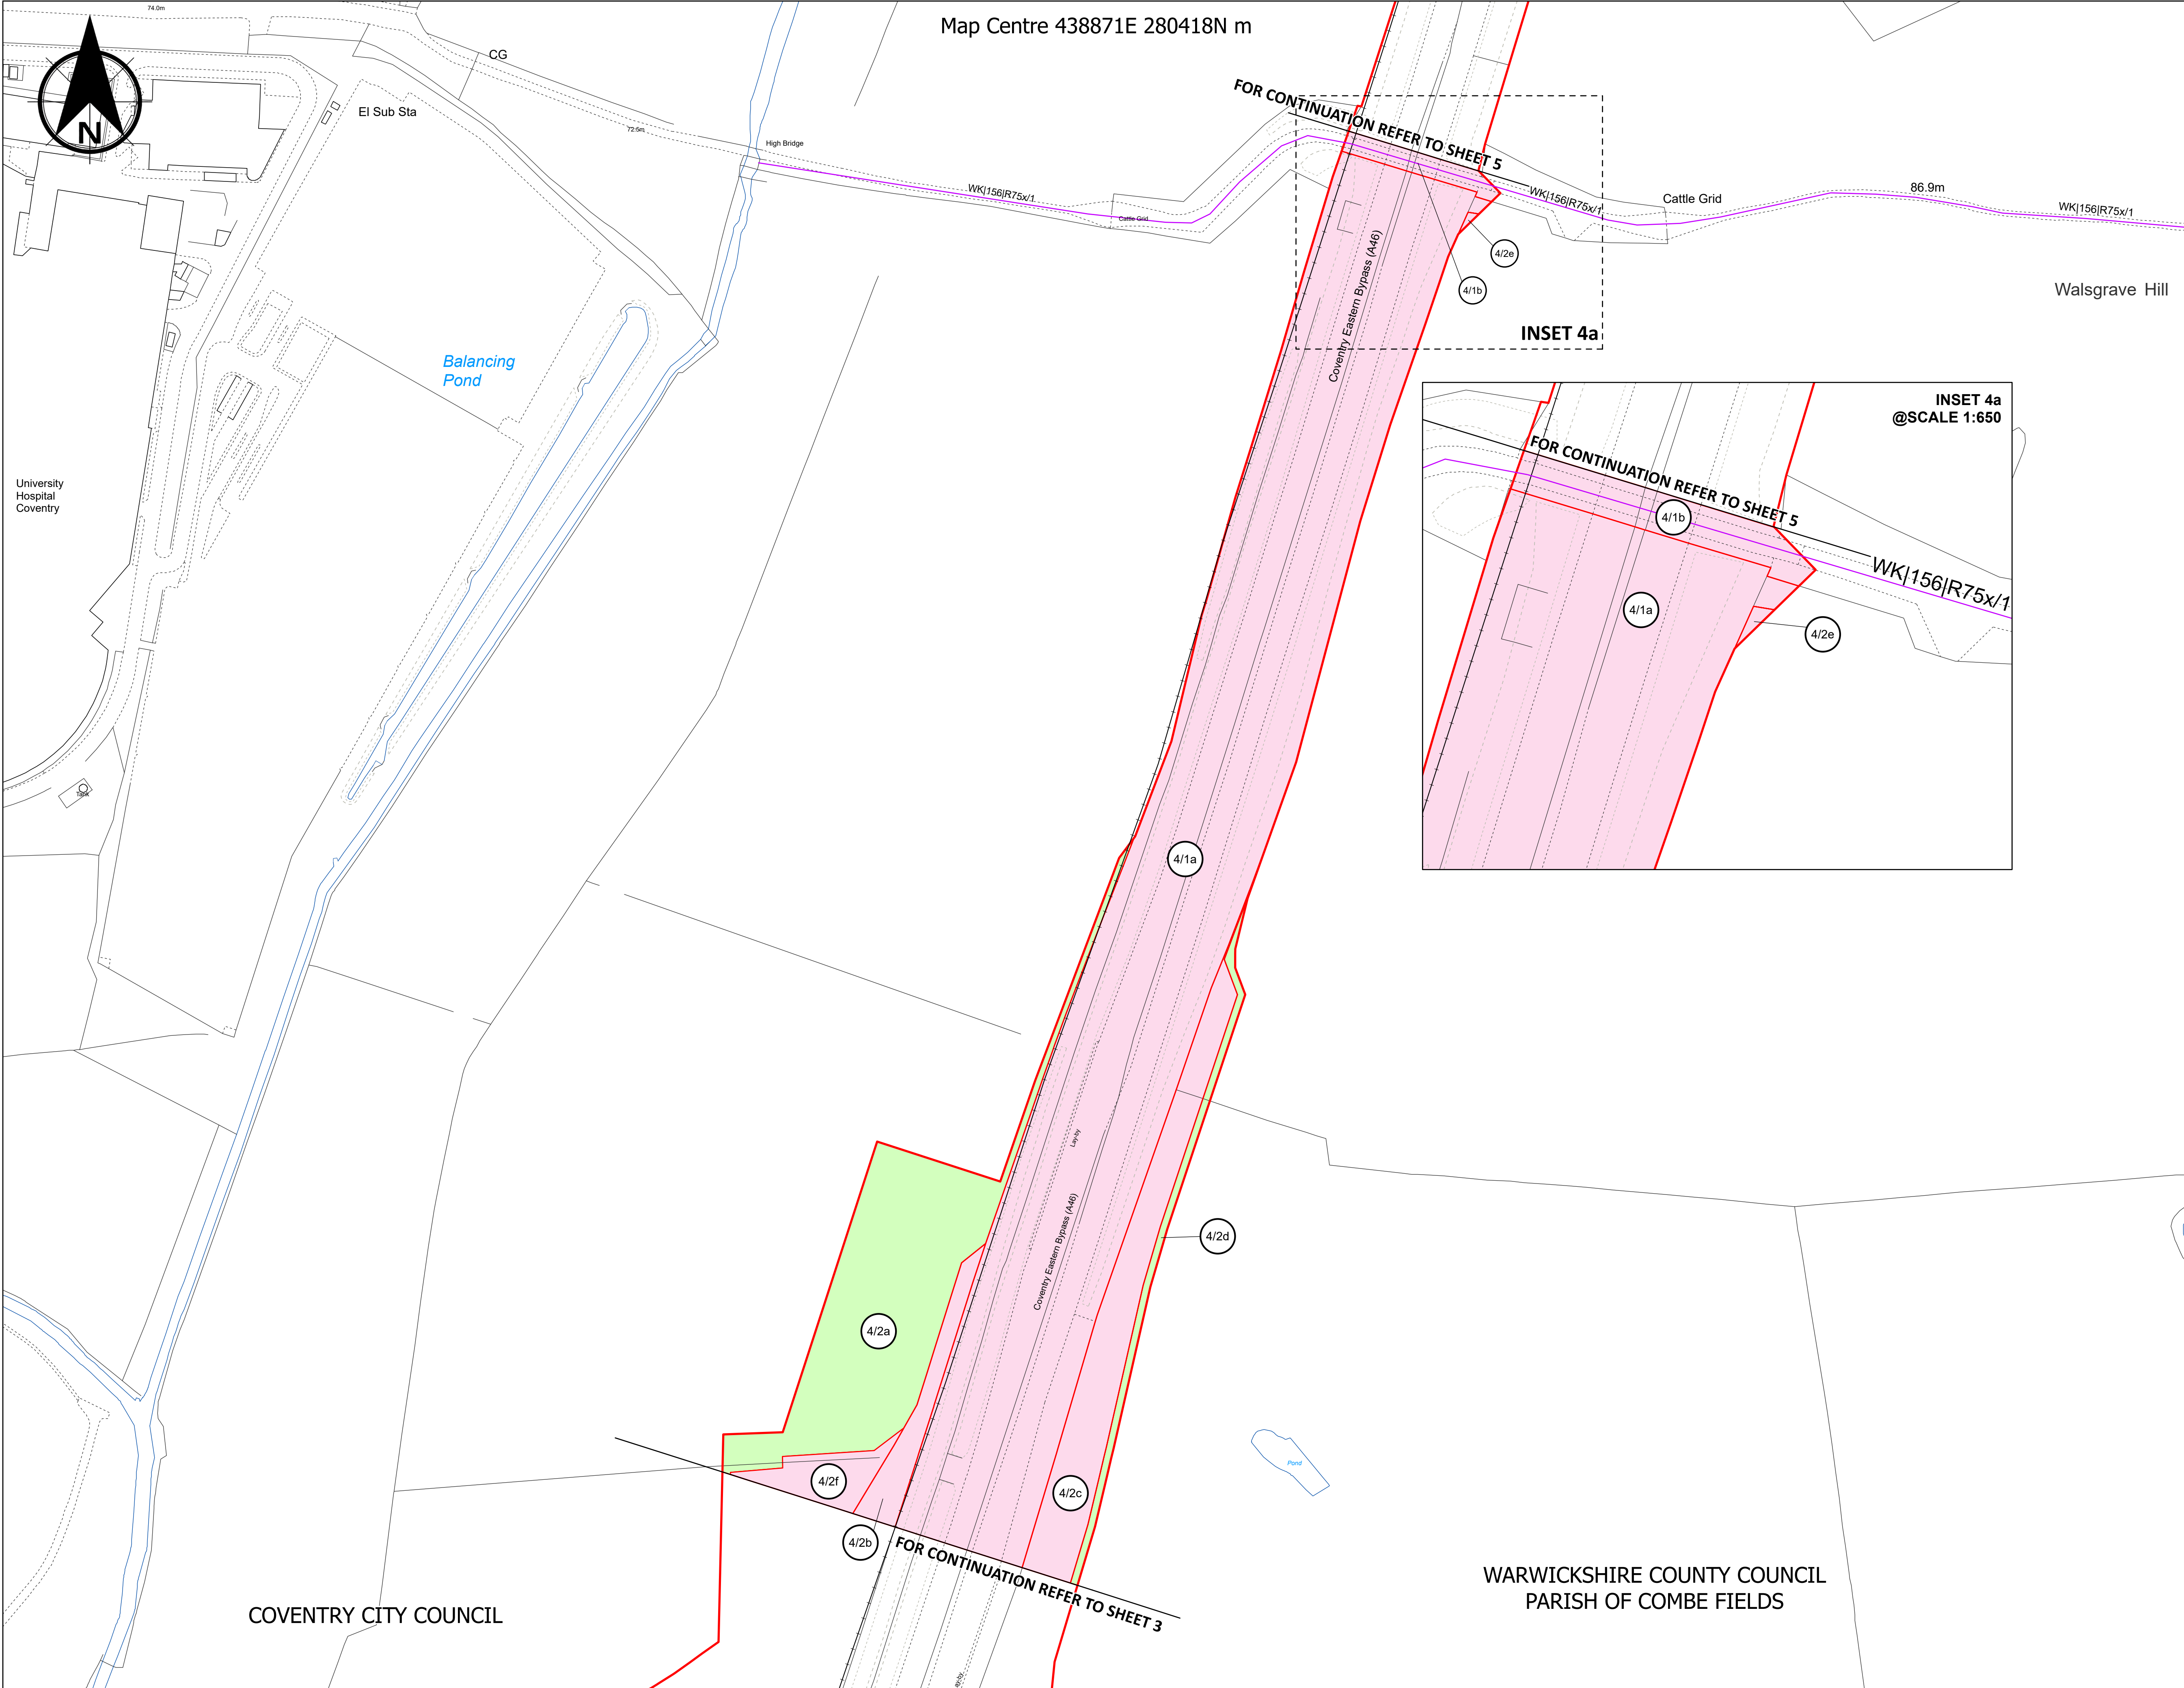 74.0m
Map Centre 438871E 280418N m
CG
El Sub Sta
N
72.5m
High Bridge
FOR CONTINUATION REFER TO SHEET 5
WK|156|R75x/1
WK|156|R75x/1
Cattle Grid
86.9m
WK|156|R75x/1
Cattle Grid
4/2e
4/1b
Walsgrave Hill
Coventry Eastern Bypass (A46)
INSET 4a
Balancing
Pond
INSET 4a
@SCALE 1:650
FOR CONTINUATION REFER TO SHEET 5
4/1b
WK|156|R75x/1
4/1a
4/2e
University
Hospital
Coventry
Tank
4/1a
Lay-by
Coventry Eastern Bypass (A46)
4/2d
4/2a
4/2f
4/2c
Pond
4/2b
FOR CONTINUATION REFER TO SHEET 3
COVENTRY CITY COUNCIL
WARWICKSHIRE COUNTY COUNCIL
PARISH OF COMBE FIELDS